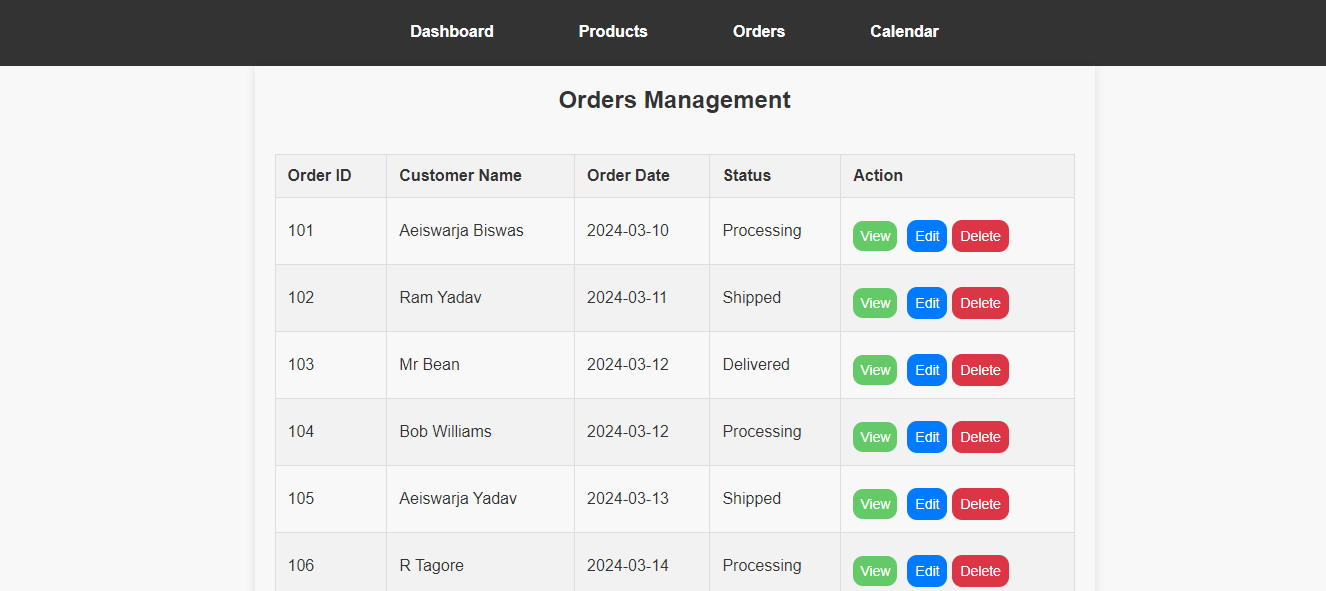 Dashboard Products Orders Calendar
Orders Management
Order ID Customer Name Order Date Status Action
101 Aeiswarja Biswas 2024-03-10 Processing View Edit Delete
102 Ram Yadav 2024-03-11 Shipped View Edit Delete
103 Mr Bean 2024-03-12 Delivered View Edit Delete
104 Bob Williams 2024-03-12 Processing View Edit Delete
105 Aeiswarja Yadav 2024-03-13 Shipped View Edit Delete
106 R Tagore 2024-03-14 Processing View Edit Delete